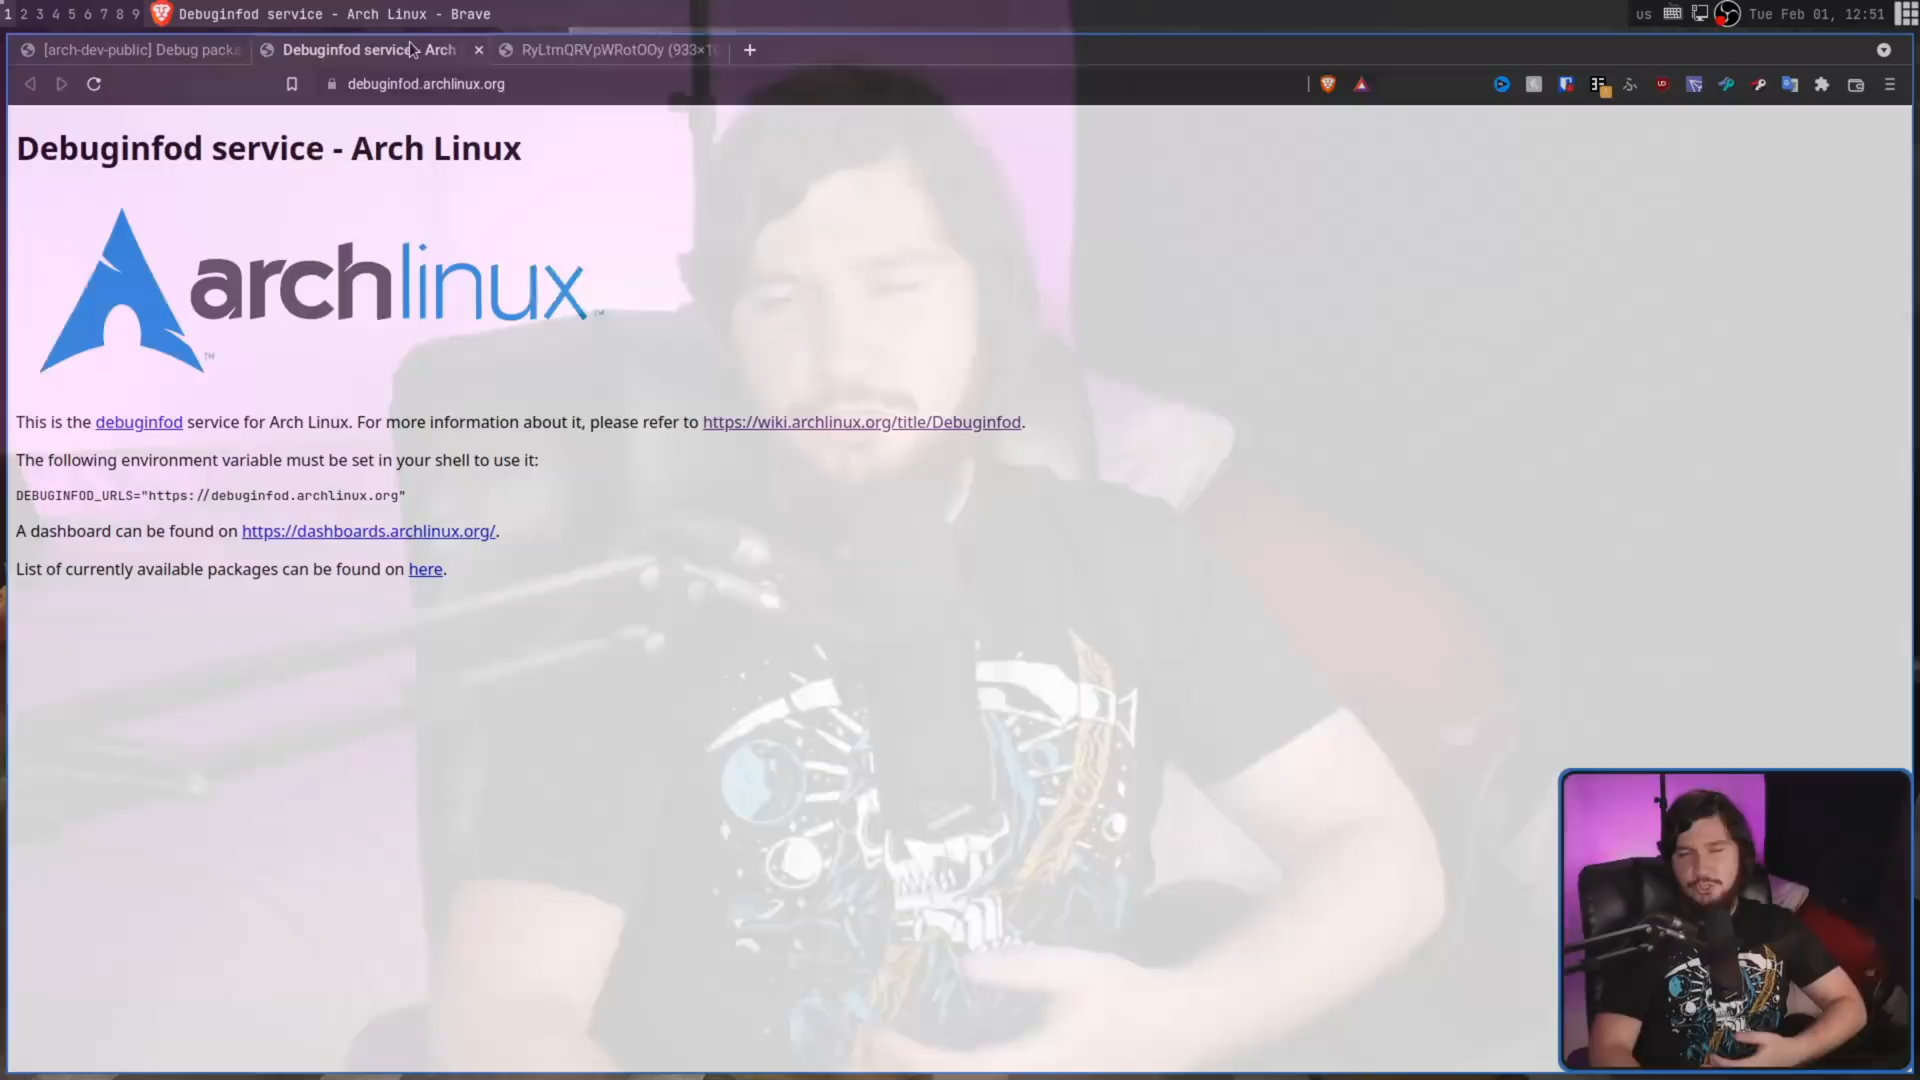 1 2 3 4 5 6 7 8 9 Debuginfod service - Arch Linux - Brave
us Tue Feb 01, 12:51
[arch-dev-public] Debug packa
Debuginfod service - Arch
RyLtmQRVpWRotOOy (933×1
debuginfod.archlinux.org
Debuginfod service - Arch Linux
archlinux™
™
This is the debuginfod service for Arch Linux. For more information about it, please refer to https://wiki.archlinux.org/title/Debuginfod.
The following environment variable must be set in your shell to use it:
DEBUGINFOD_URLS="https://debuginfod.archlinux.org"
A dashboard can be found on https://dashboards.archlinux.org/.
List of currently available packages can be found on here.